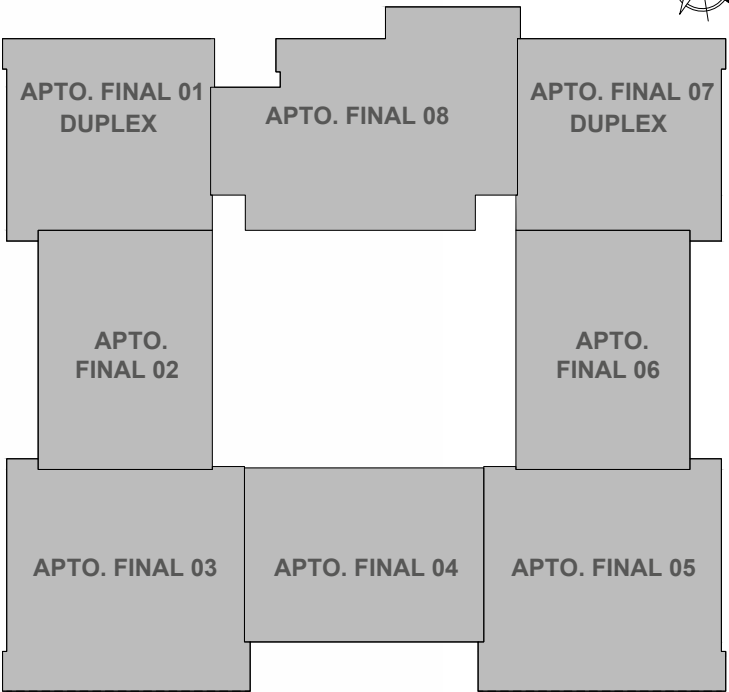 APTO. FINAL 01
DUPLEX
APTO. FINAL 08
APTO. FINAL 07
DUPLEX
APTO.
FINAL 02
APTO.
FINAL 06
APTO. FINAL 03
APTO. FINAL 04
APTO. FINAL 05